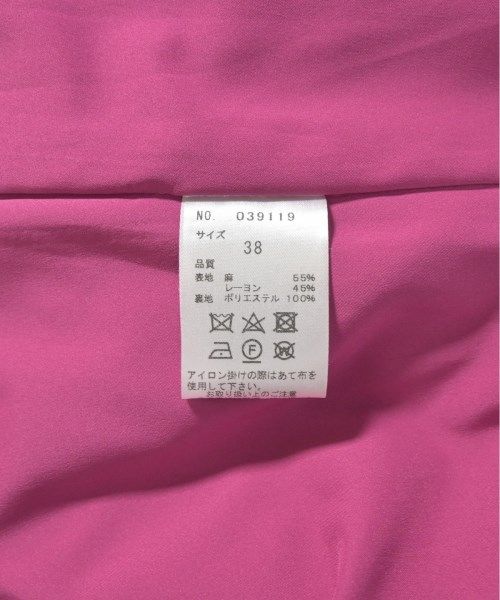 NO. 039119
サイズ
38
品質
表地 麻 55%
レーヨン 45%
裏地 ポリエステル 100%
アイロン掛けの際はあて布を
使用して下さい。
お取り扱い上のご注意